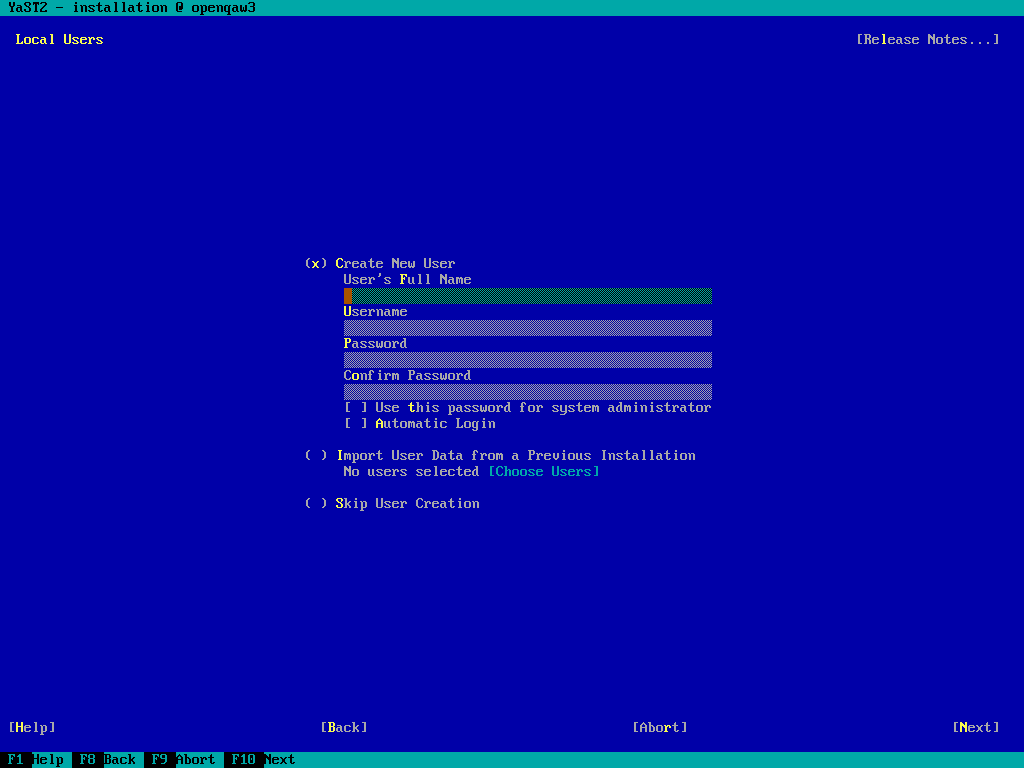 YaST2 - installation @ openqaw3
Local Users [Release Notes...]
(x) Create New User
User's Full Name
Username
Password
Confirm Password
[ ] Use this password for system administrator
[ ] Automatic Login
( ) Import User Data from a Previous Installation
No users selected [Choose Users]
( ) Skip User Creation
[Help] [Back] [Abort] [Next]
F1 Help F8 Back F9 Abort F10 Next